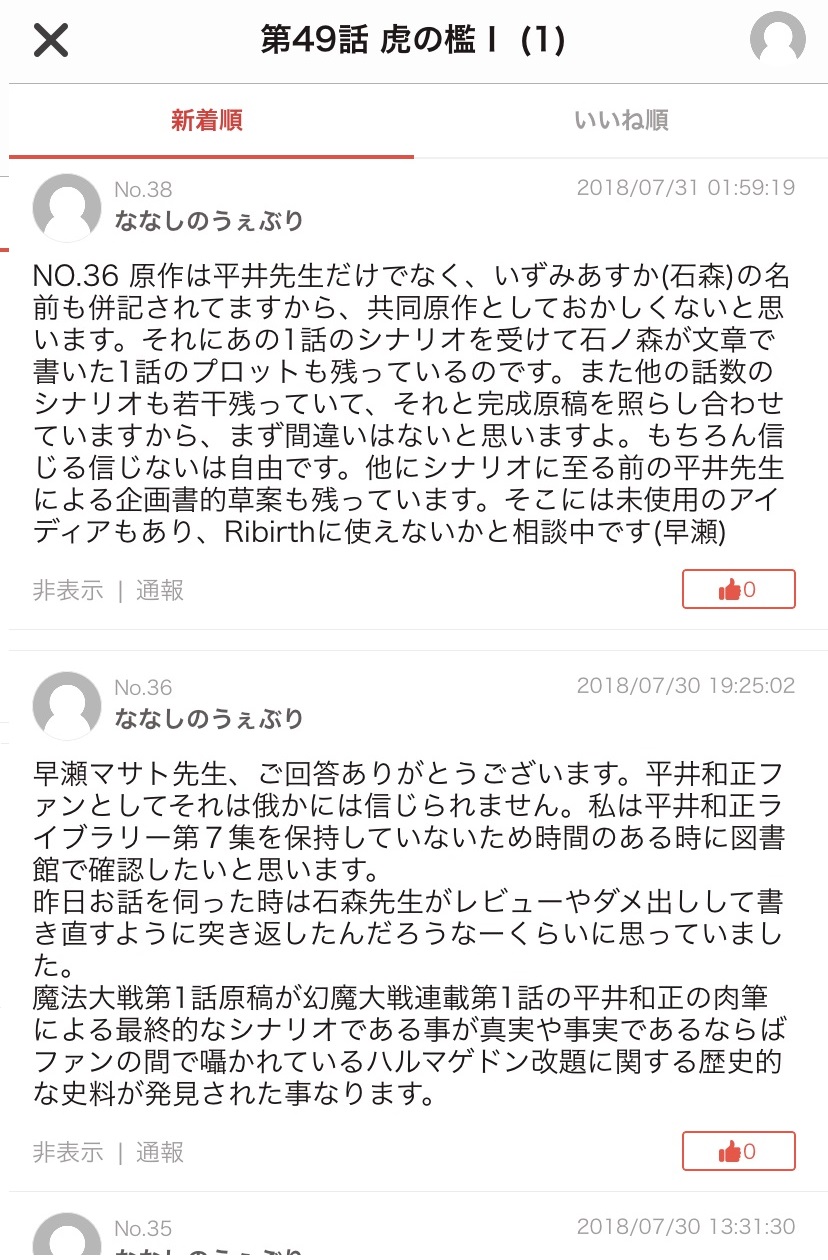 第49話 虎の檻Ⅰ (1)
新着順
いいね順
No.38
2018/07/31 01:59:19
ななしのうぇぶり
NO.36 原作は平井先生だけでなく、いずみあすか(石森)の名
前も併記されてますから、共同原作としておかしくないと思
います。それにあの1話のシナリオを受けて石ノ森が文章で
書いた1話のプロットも残っているのです。また他の話数の
シナリオも若干残っていて、それと完成原稿を照らし合わせ
ていますから、まず間違いはないと思いますよ。もちろん信
じる信じないは自由です。他にシナリオに至る前の平井先生
による企画書的草案も残っています。そこには未使用のアイ
ディアもあり、Ribirthに使えないかと相談中です(早瀬)
非表示 | 通報
0
No.36
2018/07/30 19:25:02
ななしのうぇぶり
早瀬マサト先生、ご回答ありがとうございます。平井和正フ
ァンとしてそれは俄かには信じられません。私は平井和正ラ
イブラリー第７集を保持していないため時間のある時に図書
館で確認したいと思います。
昨日お話を伺った時は石森先生がレビューやダメ出しして書
き直すように突き返したんだろうなーくらいに思っていまし
た。
魔法大戦第1話原稿が幻魔大戦連載第1話の平井和正の肉筆
による最終的なシナリオである事が真実や事実であるならば
ファンの間で囁かれているハルマゲドン改題に関する歴史的
な史料が発見された事なります。
非表示 | 通報
0
No.35
2018/07/30 13:31:30